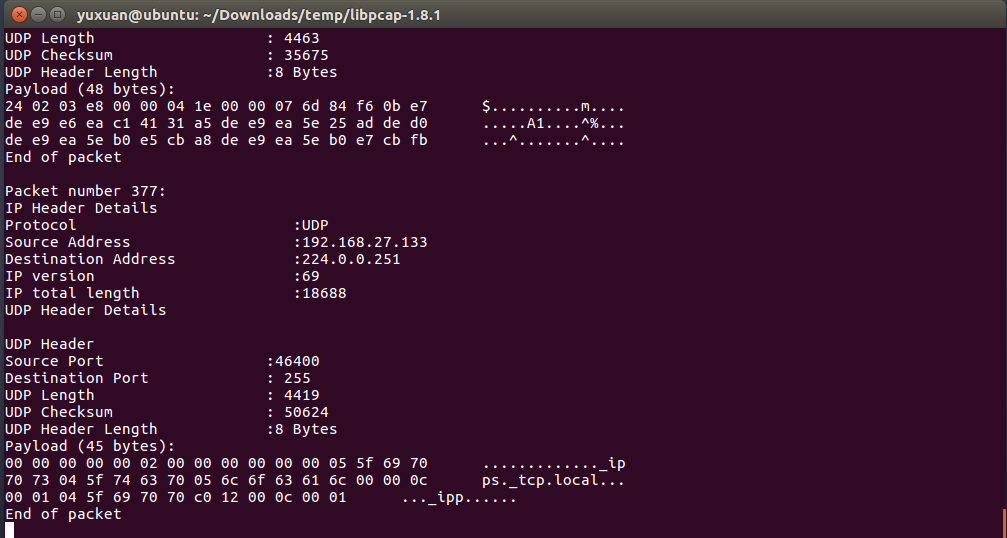 yuxuan@ubuntu: ~/Downloads/temp/libpcap-1.8.1
UDP Length                   : 4463
UDP Checksum                 : 35675
UDP Header Length            :8 Bytes
Payload (48 bytes):
24 02 03 e8 00 00 04 1e 00 00 07 6d 84 f6 0b e7      $..........m....
de e9 e6 ea c1 41 31 a5 de e9 ea 5e 25 ad de d0      .....A1....^%...
de e9 ea 5e b0 e5 cb a8 de e9 ea 5e b0 e7 cb fb      ...^.......^....
End of packet
Packet number 377:
IP Header Details
Protocol                        :UDP
Source Address                  :192.168.27.133
Destination Address             :224.0.0.251
IP version                      :69
IP total length                 :18688
UDP Header Details
UDP Header
Source Port                  :46400
Destination Port             : 255
UDP Length                   : 4419
UDP Checksum                 : 50624
UDP Header Length            :8 Bytes
Payload (45 bytes):
00 00 00 00 00 02 00 00 00 00 00 00 05 5f 69 70      ............._ip
70 73 04 5f 74 63 70 05 6c 6f 63 61 6c 00 00 0c      ps._tcp.local...
00 01 04 5f 69 70 70 c0 12 00 0c 00 01      ..._ipp......
End of packet